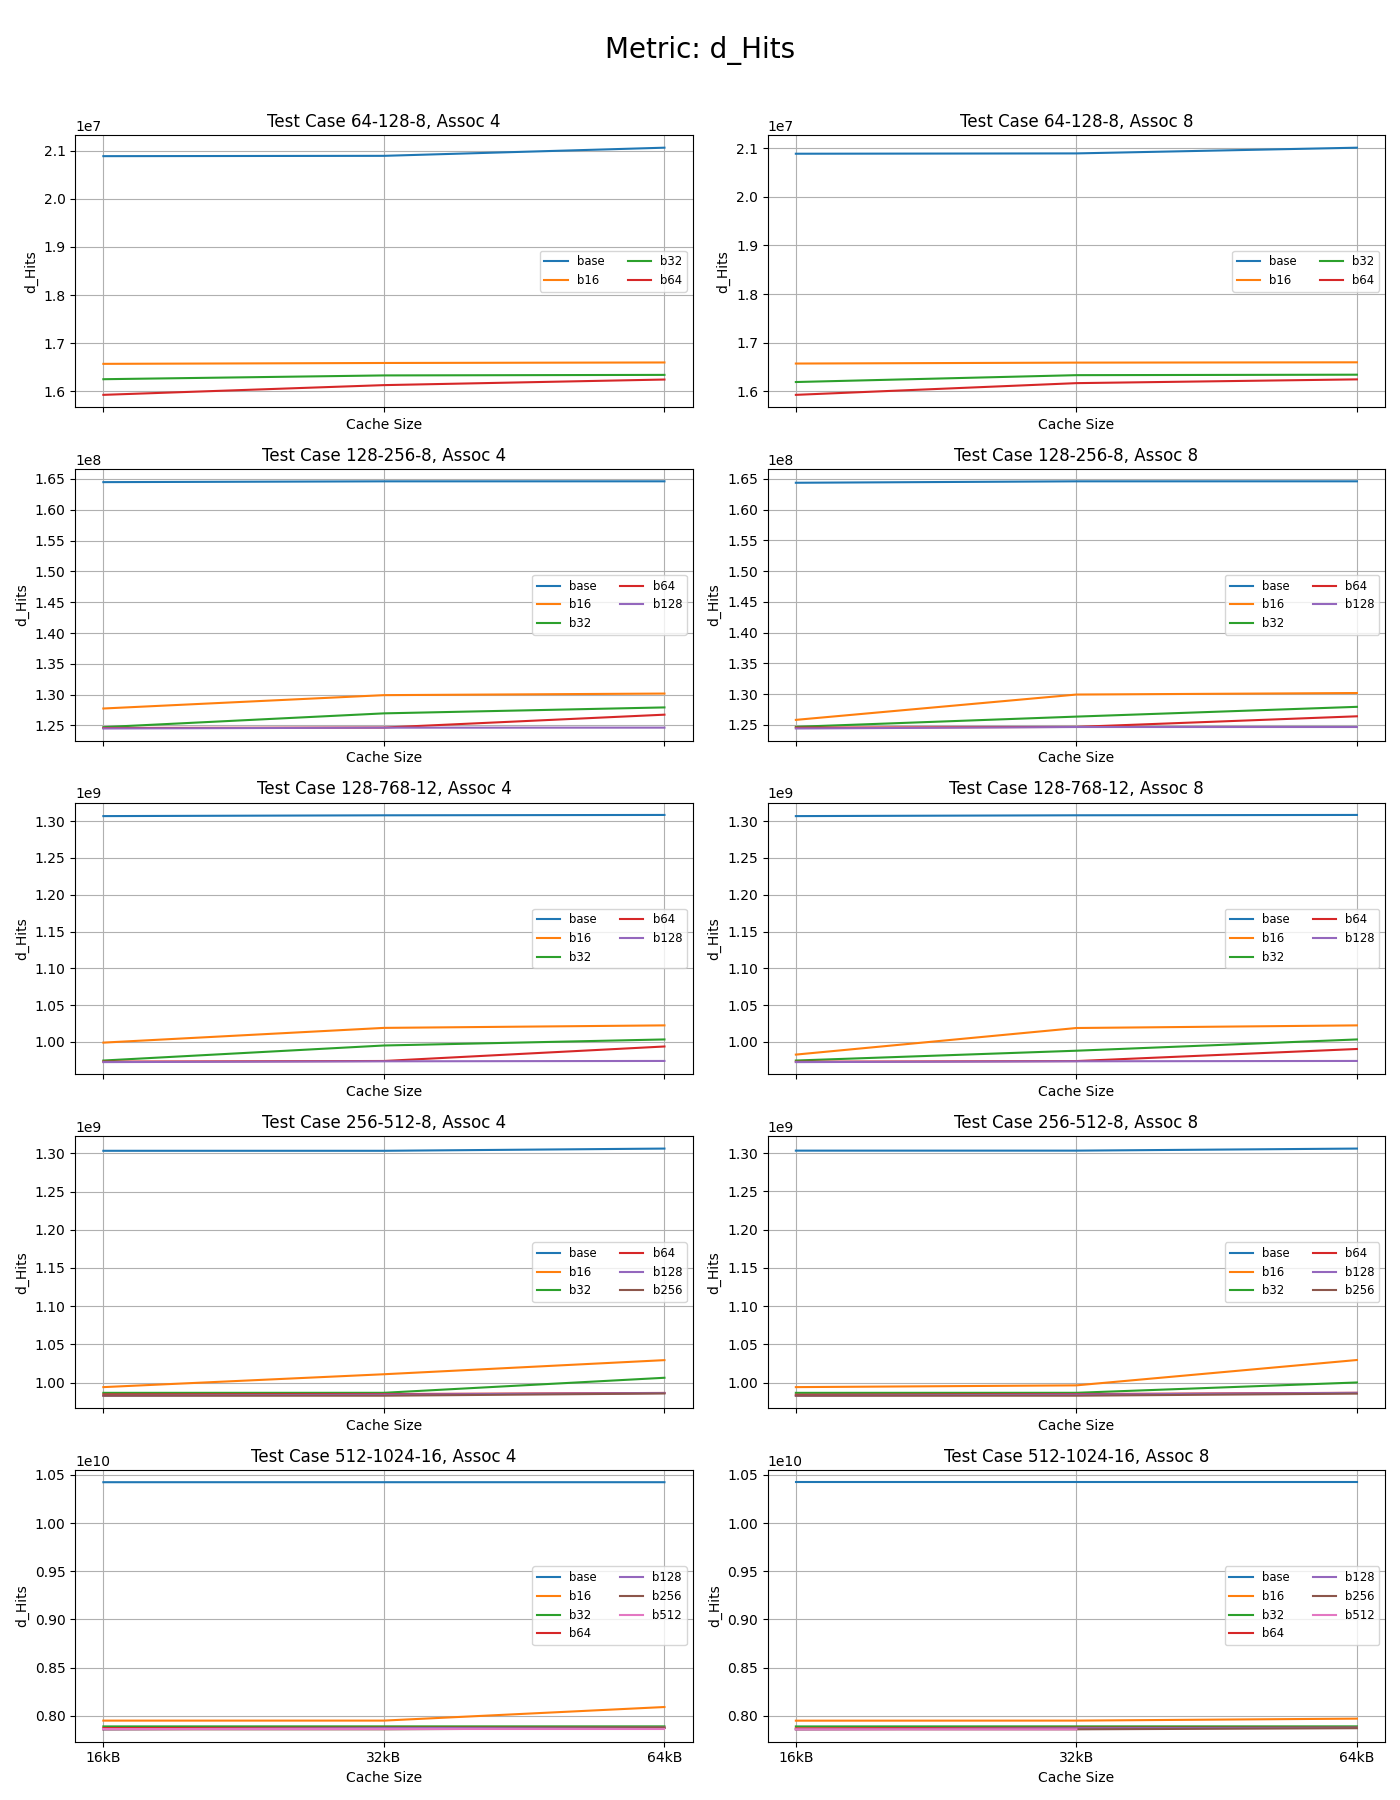 Metric: d_Hits
Test Case 64-128-8, Assoc 4
1e7
2.1
2.0
1.9
1.8
1.7
1.6
d_Hits
base b32
b16 b64
Cache Size
Test Case 64-128-8, Assoc 8
1e7
2.1
2.0
1.9
1.8
1.7
1.6
d_Hits
base b32
b16 b64
Cache Size
Test Case 128-256-8, Assoc 4
1e8
1.65
1.60
1.55
1.50
1.45
1.40
1.35
1.30
1.25
d_Hits
base b64
b16 b128
b32
Cache Size
Test Case 128-256-8, Assoc 8
1e8
1.65
1.60
1.55
1.50
1.45
1.40
1.35
1.30
1.25
d_Hits
base b64
b16 b128
b32
Cache Size
Test Case 128-768-12, Assoc 4
1e9
1.30
1.25
1.20
1.15
1.10
1.05
1.00
d_Hits
base b64
b16 b128
b32
Cache Size
Test Case 128-768-12, Assoc 8
1e9
1.30
1.25
1.20
1.15
1.10
1.05
1.00
d_Hits
base b64
b16 b128
b32
Cache Size
Test Case 256-512-8, Assoc 4
1e9
1.30
1.25
1.20
1.15
1.10
1.05
1.00
d_Hits
base b64
b16 b128
b32 b256
Cache Size
Test Case 256-512-8, Assoc 8
1e9
1.30
1.25
1.20
1.15
1.10
1.05
1.00
d_Hits
base b64
b16 b128
b32 b256
Cache Size
Test Case 512-1024-16, Assoc 4
1e10
1.05
1.00
0.95
0.90
0.85
0.80
d_Hits
base b128
b16 b256
b32 b512
b64
16kB 32kB 64kB
Cache Size
Test Case 512-1024-16, Assoc 8
1e10
1.05
1.00
0.95
0.90
0.85
0.80
d_Hits
base b128
b16 b256
b32 b512
b64
16kB 32kB 64kB
Cache Size